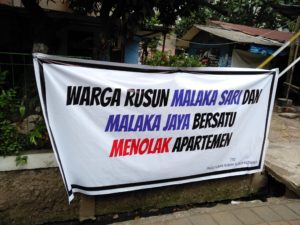 WARGA RUSUN MALAKA SARI DAN
MALAKA JAYA BERSATU
MENOLAK APARTEMEN